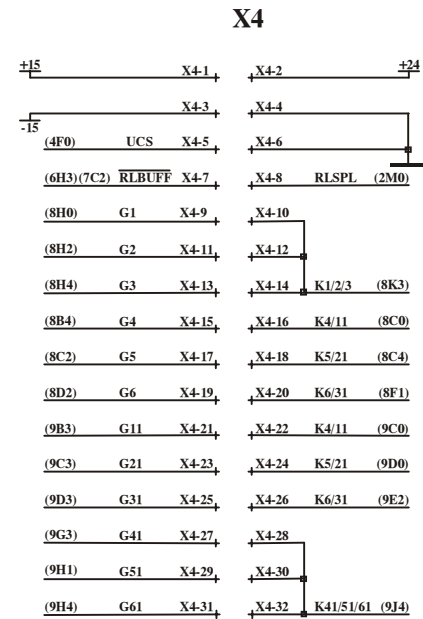 X4
+15 X4-1 X4-2 +24
X4-3 X4-4
-15
(4F0) UCS X4-5 X4-6
(6H3)(7C2) RLBUFF X4-7 X4-8 RLSPL (2M0)
(8H0) G1 X4-9 X4-10
(8H2) G2 X4-11 X4-12
(8H4) G3 X4-13 X4-14 K1/2/3 (8K3)
(8B4) G4 X4-15 X4-16 K4/11 (8C0)
(8C2) G5 X4-17 X4-18 K5/21 (8C4)
(8D2) G6 X4-19 X4-20 K6/31 (8F1)
(9B3) G11 X4-21 X4-22 K4/11 (9C0)
(9C3) G21 X4-23 X4-24 K5/21 (9D0)
(9D3) G31 X4-25 X4-26 K6/31 (9E2)
(9G3) G41 X4-27 X4-28
(9H1) G51 X4-29 X4-30
(9H4) G61 X4-31 X4-32 K41/51/61 (9J4)